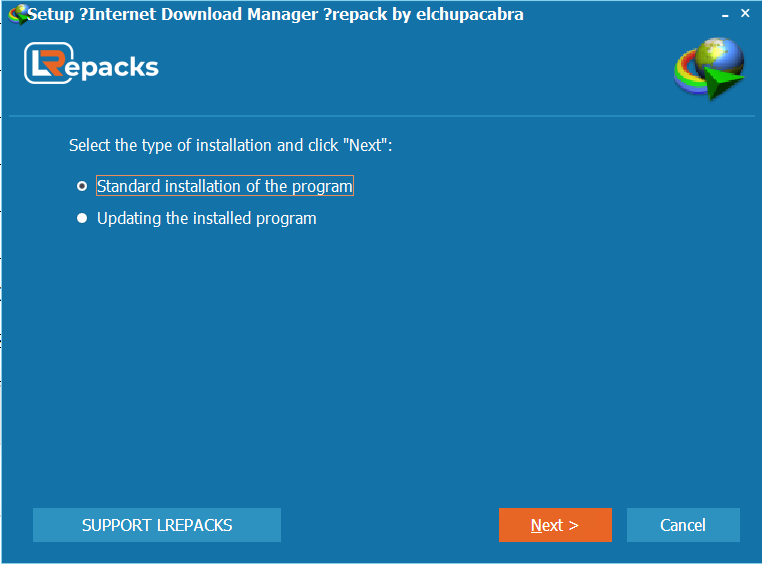 Setup ?Internet Download Manager ?repack by elchupacabra
LRepacks
Select the type of installation and click "Next":
Standard installation of the program
Updating the installed program
SUPPORT LREPACKS
Next >
Cancel